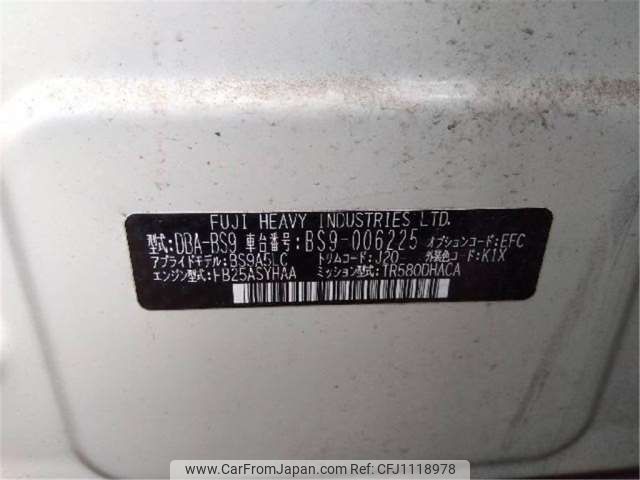 FUJI HEAVY INDUSTRIES LTD.
型式:DBA-BS9 車台番号:BS9-006225 オプションコード:EFC
アプライドモデル:BS9A5LC トリムコード:J20 外装色コード:K1X
エンジン型式:FB25ASYHAA ミッション型式:TR580DHACA
www.carfromjapan.com Ref# CFJ1118978